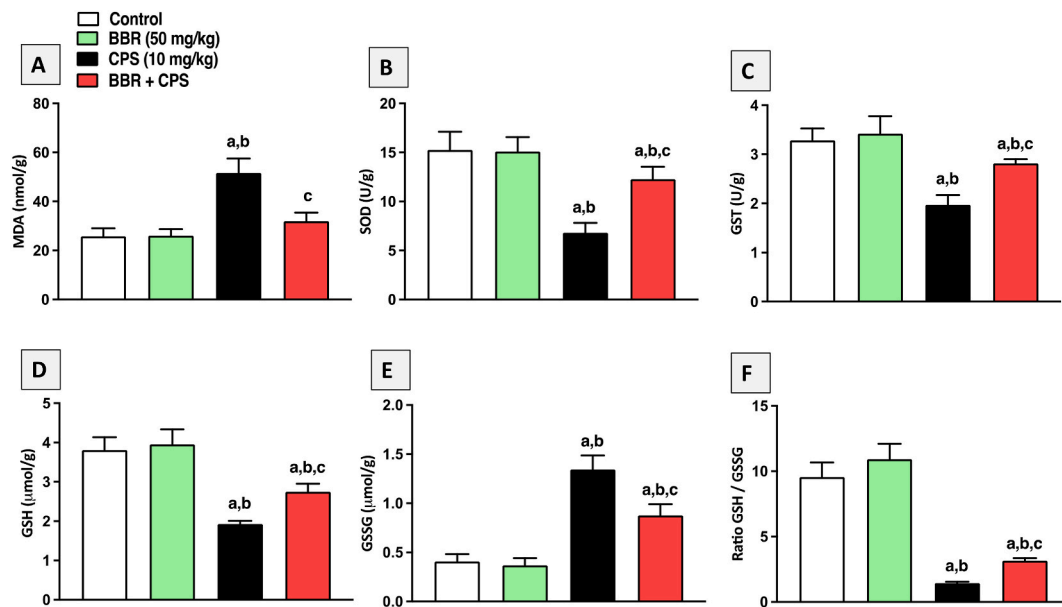 Control
BBR (50 mg/kg)
CPS (10 mg/kg)
BBR + CPS
A
MDA (nmol/g)
80
60
40
20
0
a,b
c
B
SOD (U/g)
20
15
10
5
0
a,b
a,b,c
C
GST (U/g)
4
3
2
1
0
a,b
a,b,c
D
GSH (μmol/g)
5
4
3
2
1
0
a,b
a,b,c
E
GSSG (μmol/g)
2.0
1.5
1.0
0.5
0.0
a,b
a,b,c
F
Ratio GSH / GSSG
15
10
5
0
a,b
a,b,c